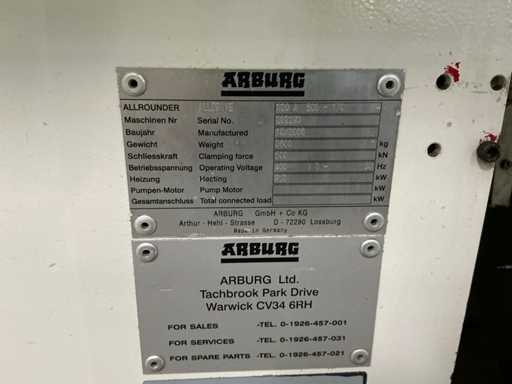 ARBURG
ALLROUNDER
Maschinen Nr Serial No.
Baujahr Manufactured
Gewicht Weight kg
Schliesskraft Clamping force kN
Betriebsspannung Operating Voltage Hz
Heizung Hecting kW
Pumpen-Motor Pump Motor kW
Gesamtanschluss Total connected load kW
ARBURG GmbH + Co KG
Arthur - Hehl - Strasse D - 72290 Lossburg
Made in Germany
ARBURG
ARBURG Ltd.
Tachbrook Park Drive
Warwick CV34 6RH
FOR SALES -TEL. 0-1926-457-001
FOR SERVICES -TEL. 0-1926-457-031
FOR SPARE PARTS -TEL. 0-1926-457-021